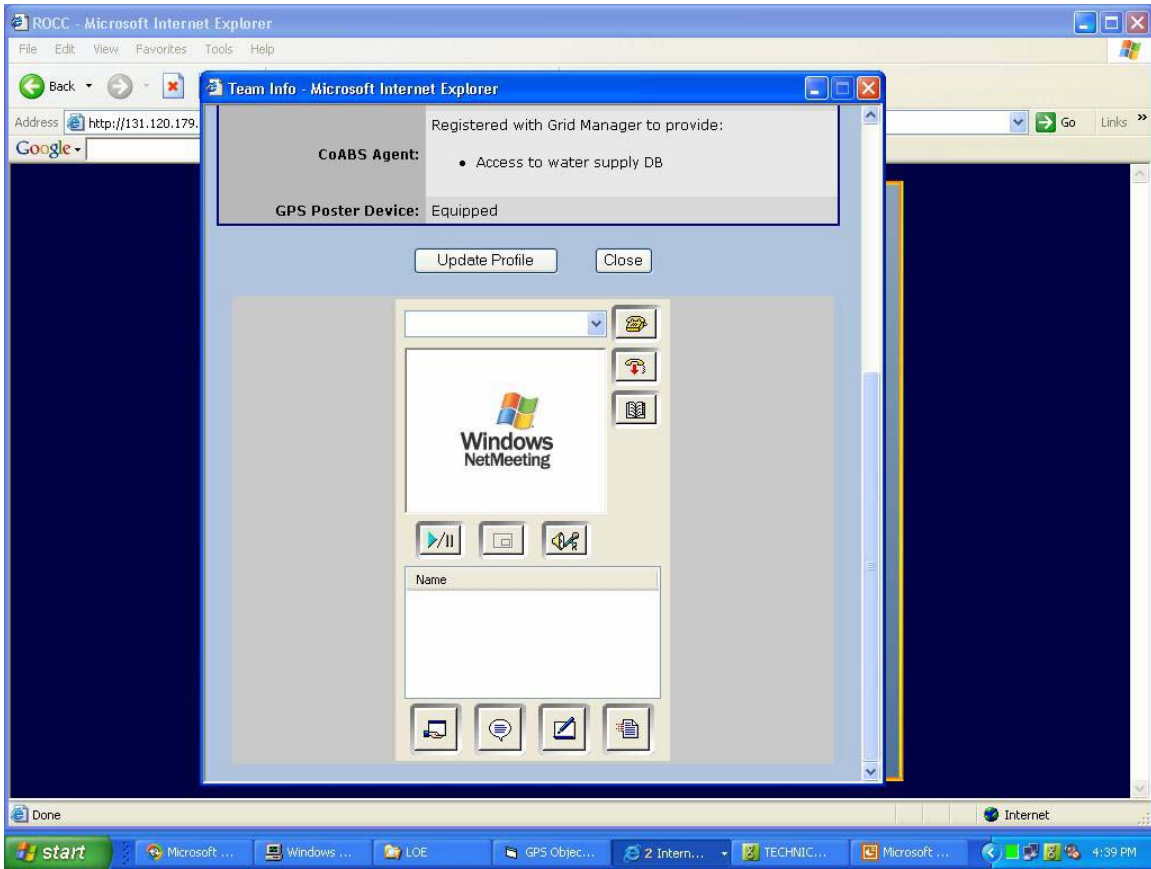 ROCC - Microsoft Internet Explorer
File Edit View Favorites Tools Help
Back
Team Info - Microsoft Internet Explorer
Address http://131.120.179.
Go Links »
Google
Registered with Grid Manager to provide:
CoABS Agent:
• Access to water supply DB
GPS Poster Device: Equipped
Update Profile Close
Windows
NetMeeting
Name
Done
Internet
start Microsoft ... Windows ... LOE GPS Objec... 2 Intern... TECHNIC... Microsoft ... 4:39 PM